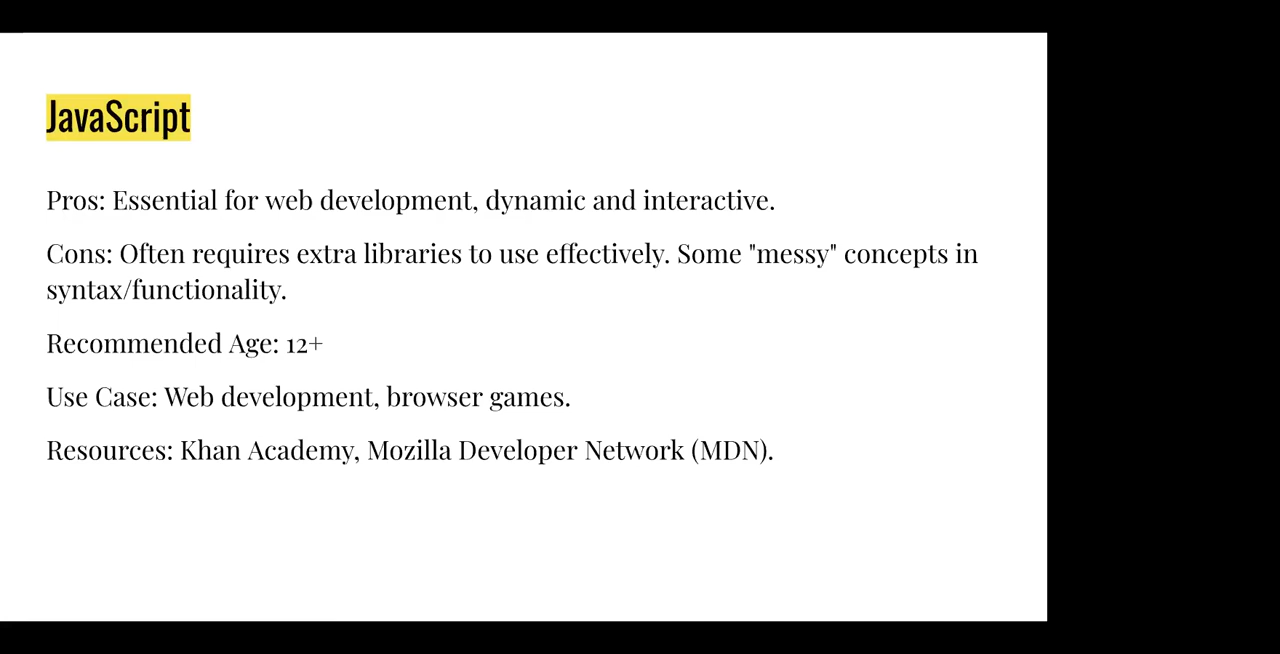 JavaScript
Pros: Essential for web development, dynamic and interactive.
Cons: Often requires extra libraries to use effectively. Some "messy" concepts in
syntax/functionality.
Recommended Age: 12+
Use Case: Web development, browser games.
Resources: Khan Academy, Mozilla Developer Network (MDN).